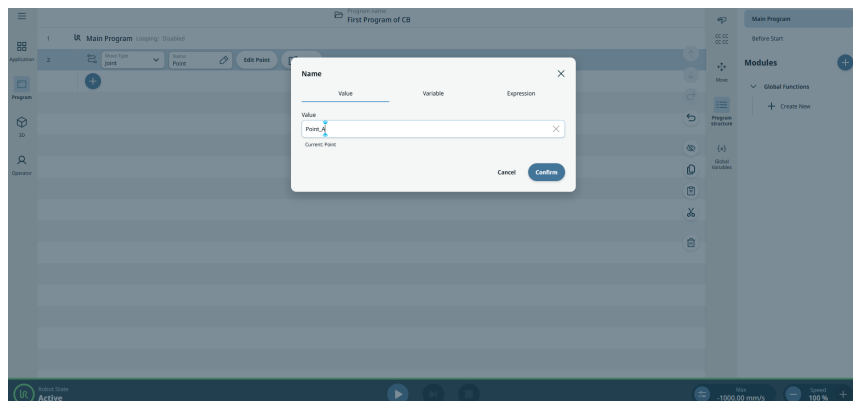 Program name
First Program of CB
1 Main Program Looping: Disabled
Main Program
Before Start
Application
2 Move Type Joint Name Point Edit Point
Modules
Name
Value Variable Expression
Value
Point_A
Current: Point
Cancel Confirm
Move
Global Functions
Create New
Program
Program structure
3D
{x}
Global Variables
Operator
Robot State
Active
Max
-1000.00 mm/s
Speed
100 %